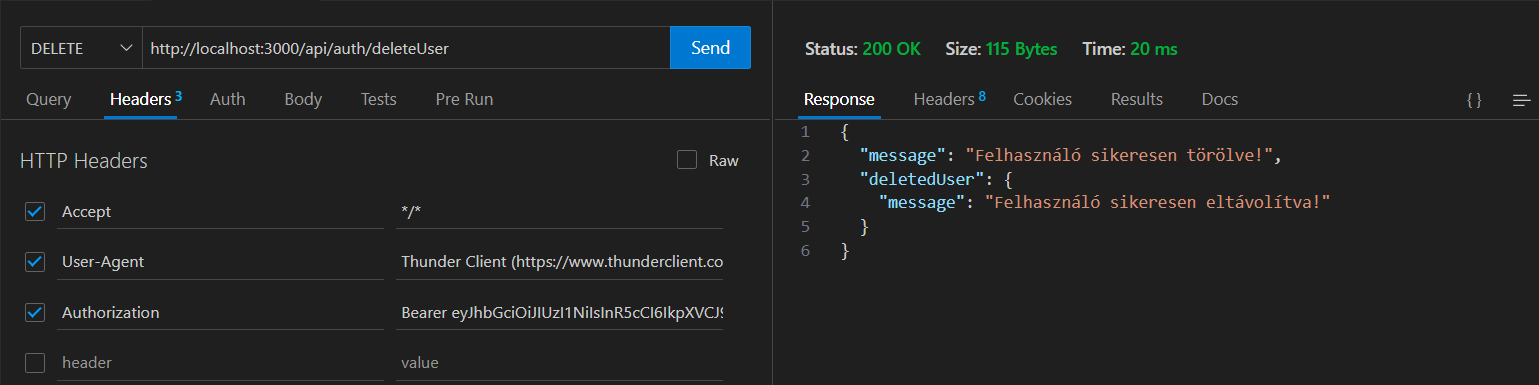 DELETE http://localhost:3000/api/auth/deleteUser Send
Query Headers 3 Auth Body Tests Pre Run
HTTP Headers Raw
Accept */*
User-Agent Thunder Client (https://www.thunderclient.co
Authorization Bearer eyJhbGciOiJIUzI1NiIsInR5cCI6IkpXVCJ9
header value
Status: 200 OK Size: 115 Bytes Time: 20 ms
Response Headers 8 Cookies Results Docs { }
1 {
2 "message": "Felhasználó sikeresen törölve!",
3 "deletedUser": {
4 "message": "Felhasználó sikeresen eltávolítva!"
5 }
6 }